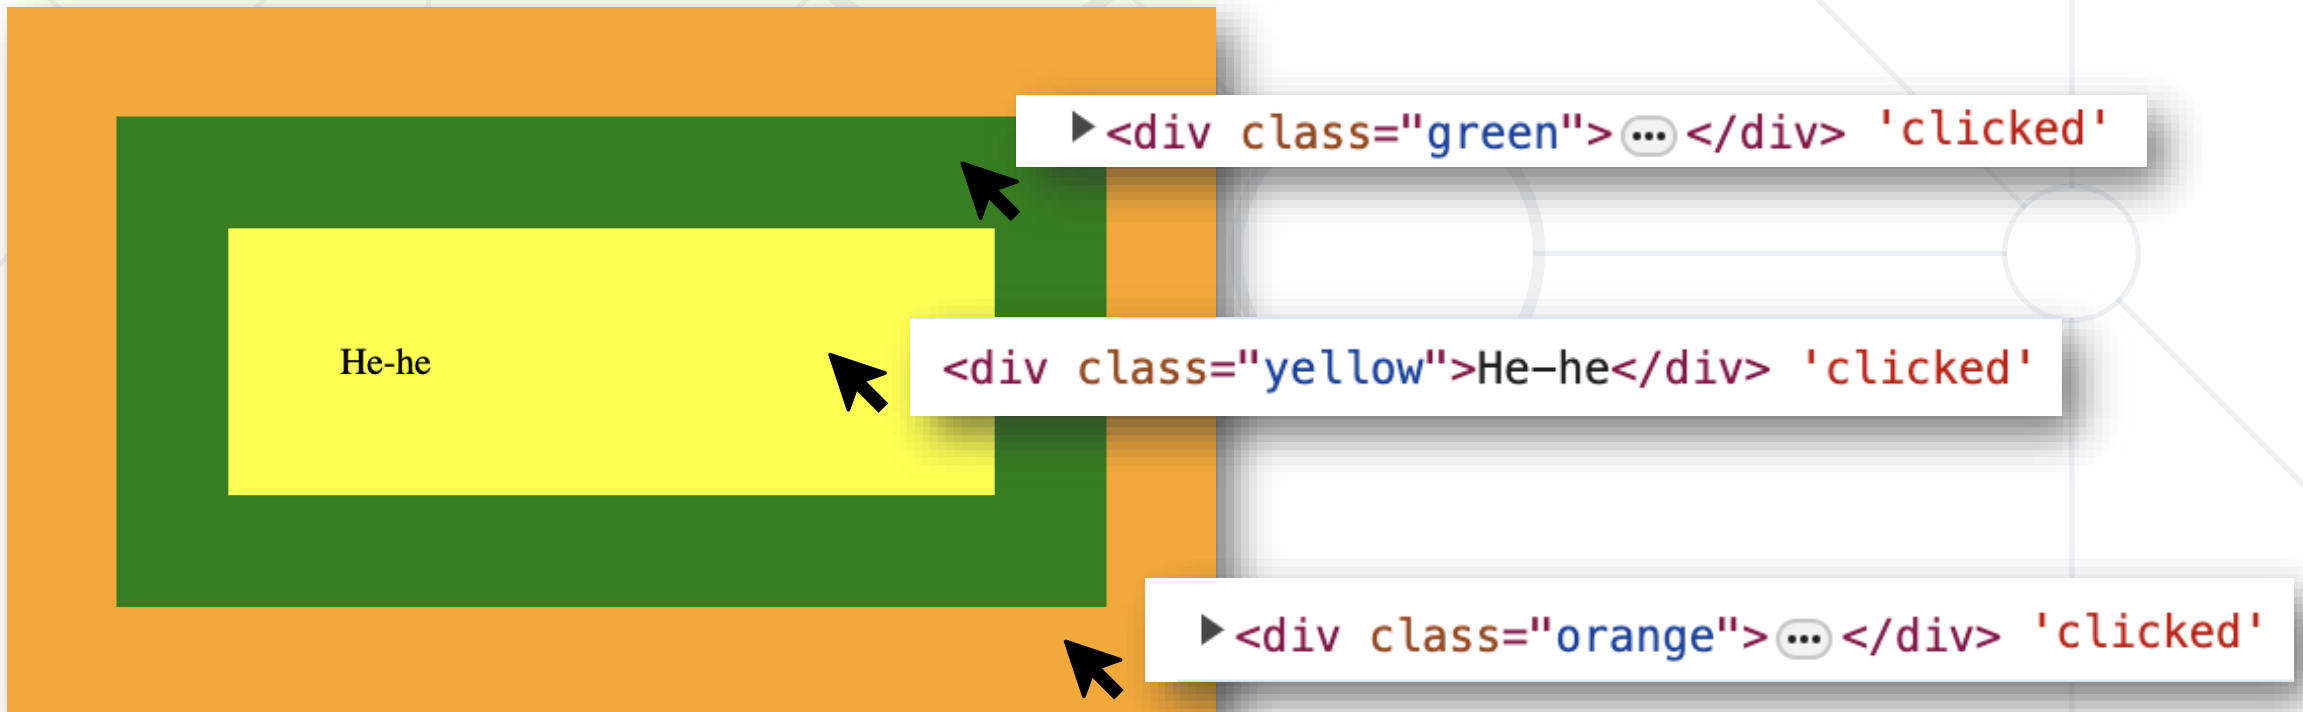 <div class="green">…</div> 'clicked'
He-he
<div class="yellow">He-he</div> 'clicked'
<div class="orange">…</div> 'clicked'